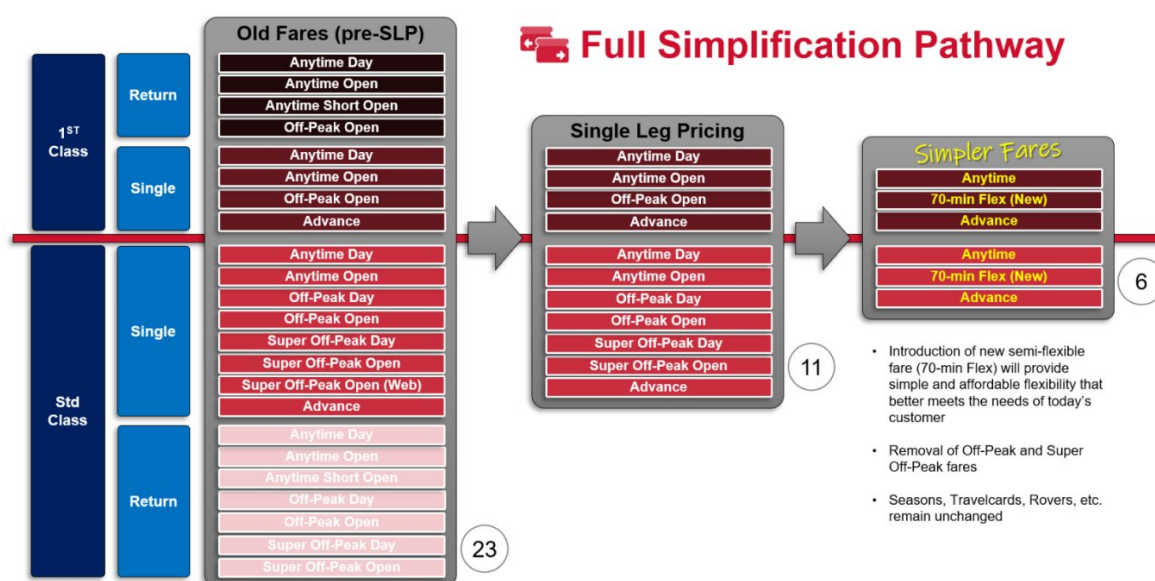 Full Simplification Pathway
Old Fares (pre-SLP)
1ST
Class
Return
Anytime Day
Anytime Open
Anytime Short Open
Off-Peak Open
Single
Anytime Day
Anytime Open
Off-Peak Open
Advance
Std
Class
Single
Anytime Day
Anytime Open
Off-Peak Day
Off-Peak Open
Super Off-Peak Day
Super Off-Peak Open
Super Off-Peak Open (Web)
Advance
Return
Anytime Day
Anytime Open
Anytime Short Open
Off-Peak Day
Off-Peak Open
Super Off-Peak Day
Super Off-Peak Open
23
Single Leg Pricing
Anytime Day
Anytime Open
Off-Peak Open
Advance
Anytime Day
Anytime Open
Off-Peak Day
Off-Peak Open
Super Off-Peak Day
Super Off-Peak Open
Advance
11
Simpler Fares
Anytime
70-min Flex (New)
Advance
Anytime
70-min Flex (New)
Advance
6
• Introduction of new semi-flexible
fare (70-min Flex) will provide
simple and affordable flexibility that
better meets the needs of today's
customer
• Removal of Off-Peak and Super
Off-Peak fares
• Seasons, Travelcards, Rovers, etc.
remain unchanged